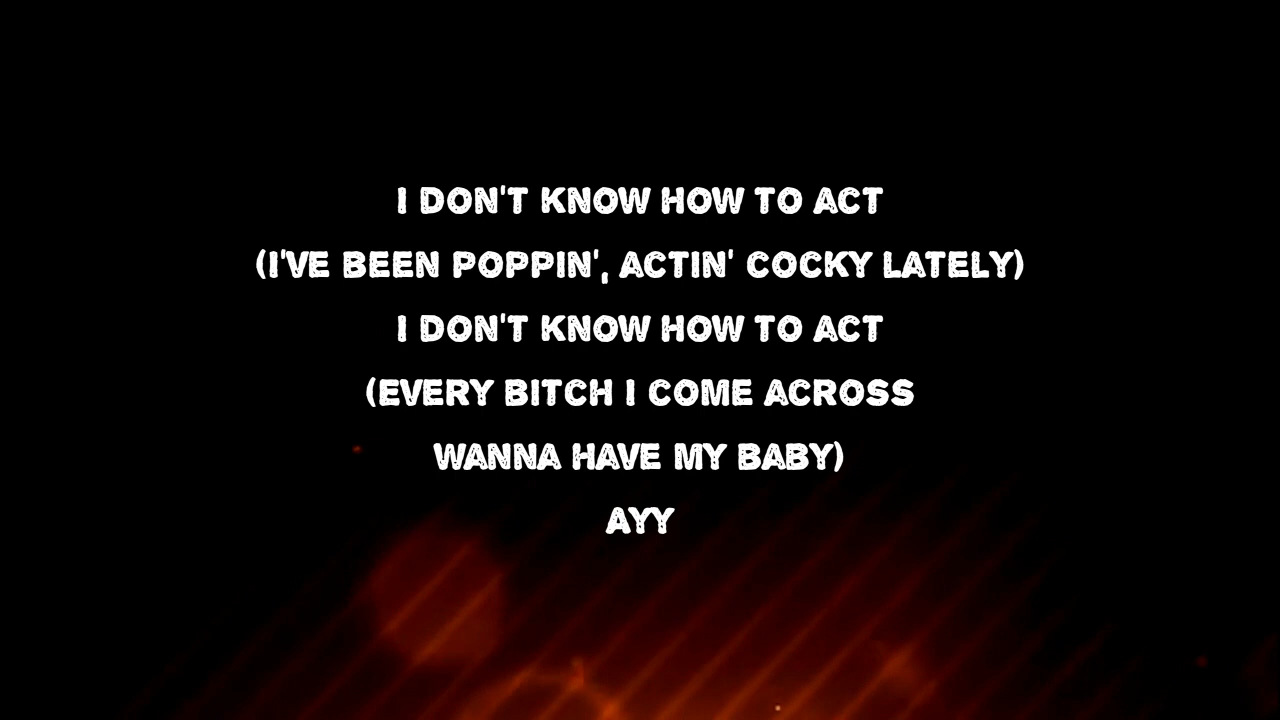 I DON'T KNOW HOW TO ACT
(I'VE BEEN POPPIN', ACTIN' COCKY LATELY)
I DON'T KNOW HOW TO ACT
(EVERY BITCH I COME ACROSS
WANNA HAVE MY BABY)
AYY